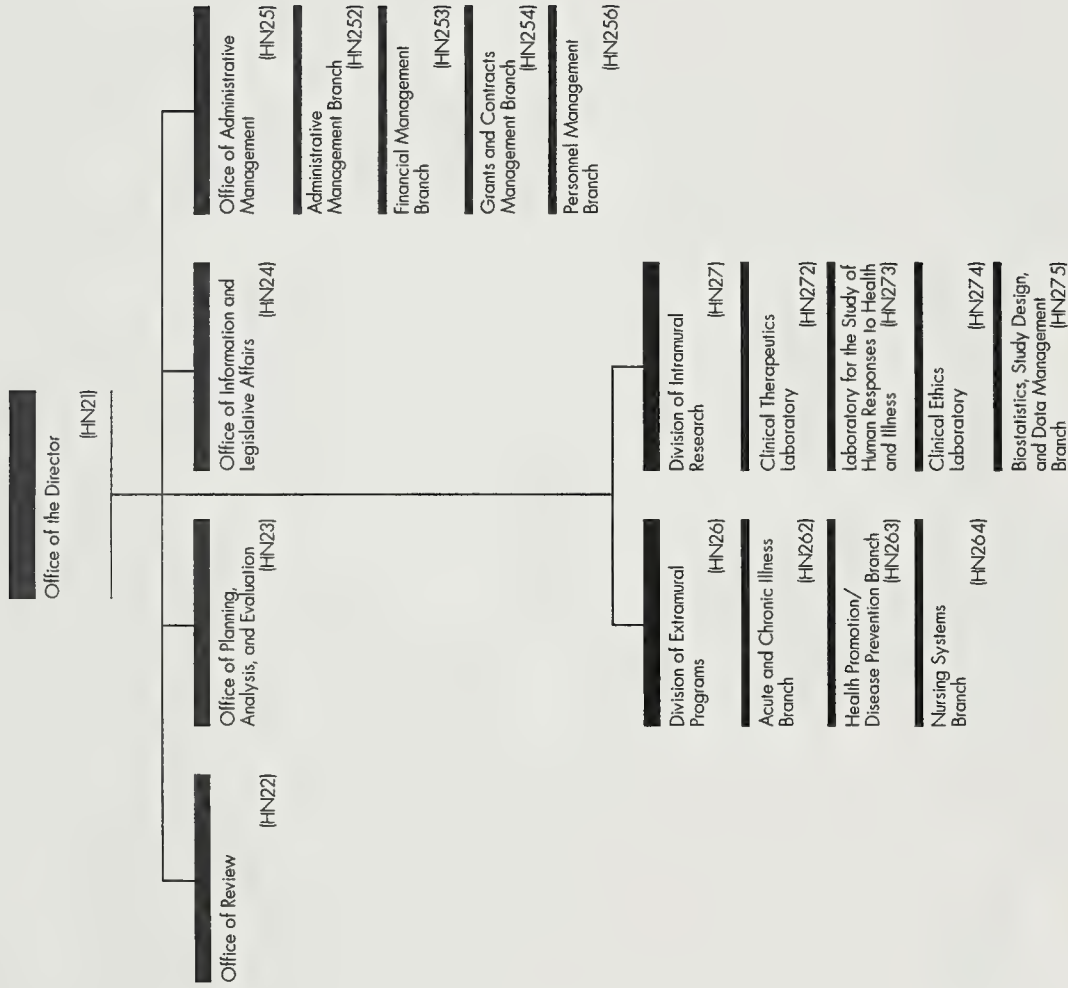 Office of the Director
(HN21)
Office of Review
(HN22)
Office of Planning,
Analysis, and Evaluation
(HN23)
Office of Information and
Legislative Affairs
(HN24)
Office of Administrative
Management
(HN25)
Administrative
Management Branch
(HN252)
Financial Management
Branch
(HN253)
Grants and Contracts
Management Branch
(HN254)
Personnel Management
Branch
(HN256)
Division of Extramural
Programs
(HN26)
Acute and Chronic Illness
Branch
(HN262)
Health Promotion/
Disease Prevention Branch
(HN263)
Nursing Systems
Branch
(HN264)
Division of Intramural
Research
(HN27)
Clinical Therapeutics
Laboratory
(HN272)
Laboratory for the Study of
Human Responses to Health
and Illness (HN273)
Clinical Ethics
Laboratory
(HN274)
Biostatistics, Study Design,
and Data Management
Branch (HN275)